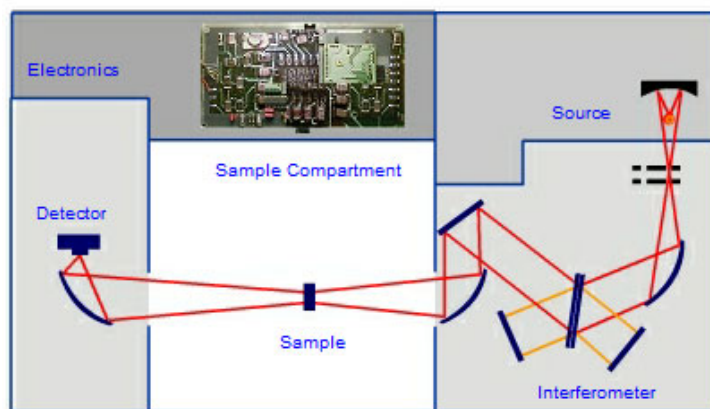 Electronics
Source
Sample Compartment
Detector
Sample
Interferometer